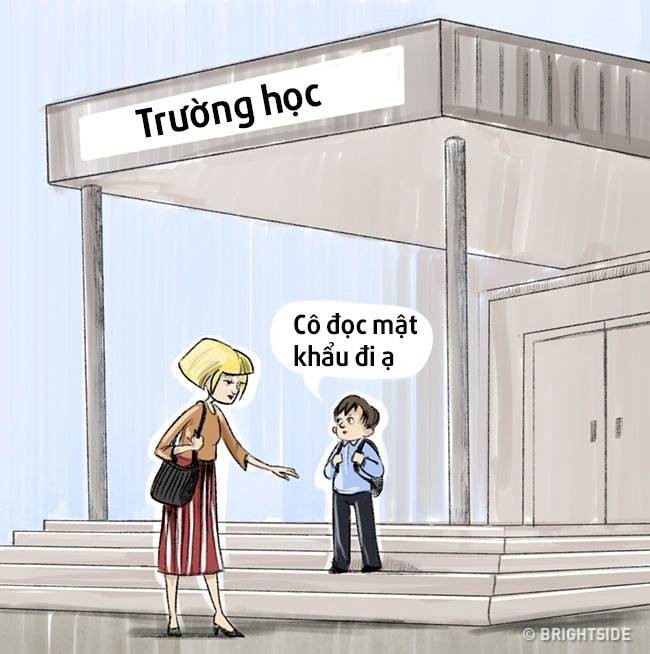 Trường học
Cô đọc mật
khẩu đi ạ
© BRIGHTSIDE